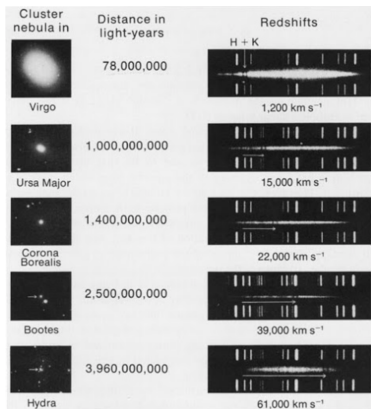 Cluster nebula in
Distance in light-years
Redshifts
H + K
78,000,000
Virgo
1,200 km s⁻¹
1,000,000,000
Ursa Major
15,000 km s⁻¹
1,400,000,000
Corona Borealis
22,000 km s⁻¹
2,500,000,000
Bootes
39,000 km s⁻¹
3,960,000,000
Hydra
61,000 km s⁻¹